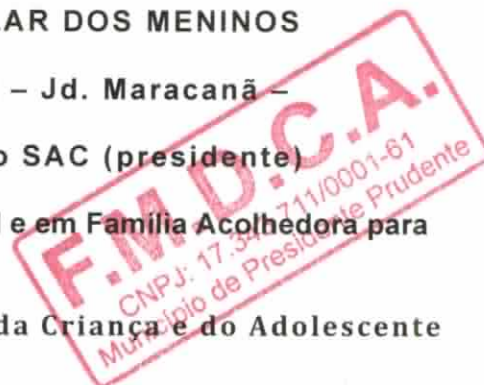 LAR DOS MENINOS
– Jd. Maracanã –
o SAC (presidente)
l e em Família Acolhedora para
da Criança e do Adolescente
F.M.D.C.A.
CNPJ: 17. 711/0001-61
Município de Presidente Prudente